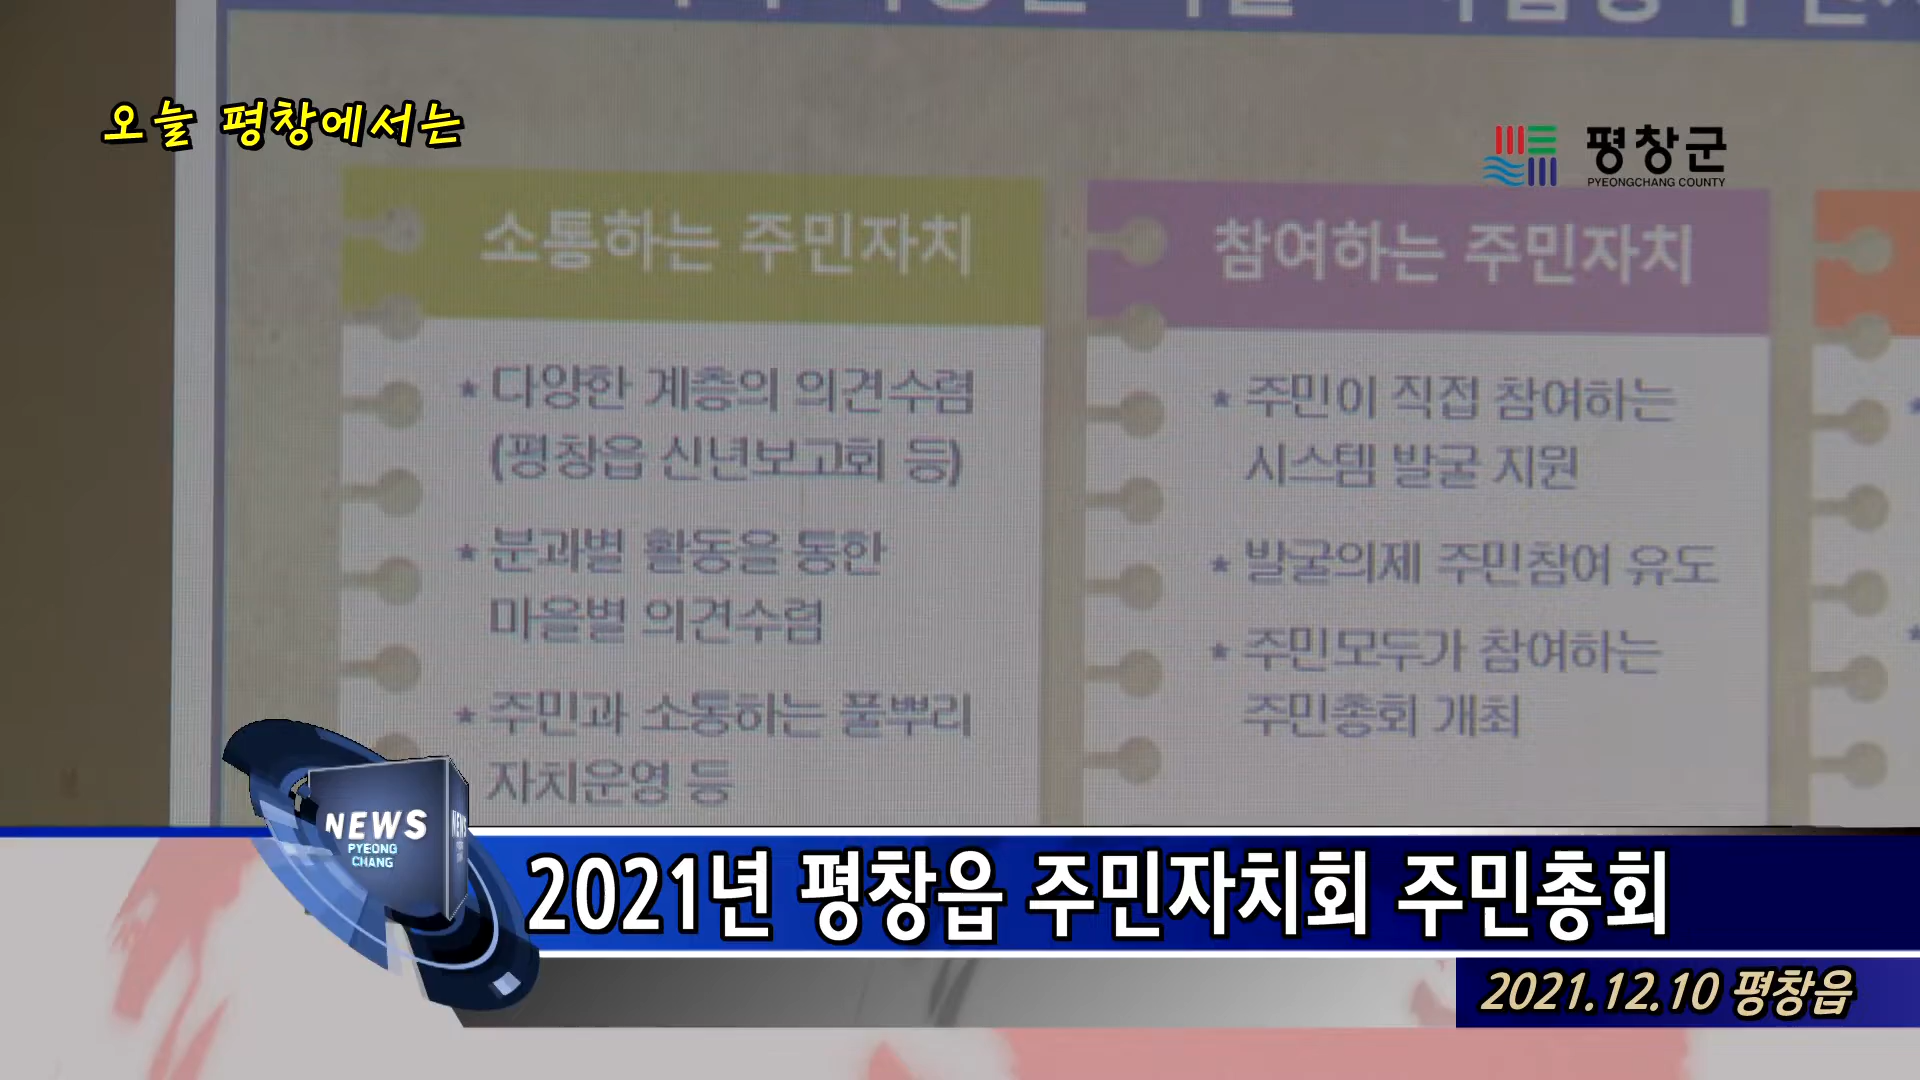 오늘 평창에서는
평창군
PYEONGCHANG COUNTY
소통하는 주민자치
* 다양한 계층의 의견수렴
(평창읍 신년보고회 등)
* 분과별 활동을 통한
마을별 의견수렴
* 주민과 소통하는 풀뿌리
자치운영 등
참여하는 주민자치
* 주민이 직접 참여하는
시스템 발굴 지원
* 발굴의제 주민참여 유도
* 주민모두가 참여하는
주민총회 개최
NEWS
PYEONG
CHANG
NEWS
2021년 평창읍 주민자치회 주민총회
2021.12.10 평창읍